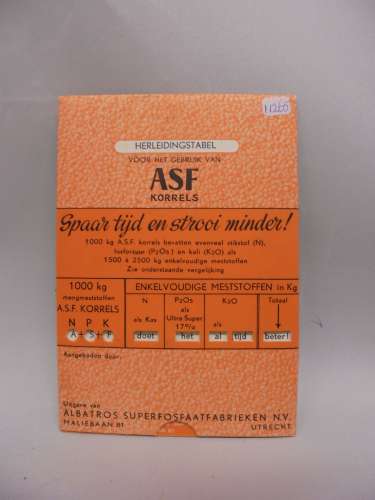 11260
HERLEIDINGSTABEL
VOOR HET GEBRUIK VAN
ASF
KORRELS
Spaar tijd en strooi minder!
1000 kg A.S.F. korrels bevatten evenveel stikstof (N),
fosforzuur (P2O5) en kali (K2O) als
1500 à 2500 kg enkelvoudige meststoffen
Zie onderstaande vergelijking
1000 kg
mengmeststoffen
A.S.F. KORRELS
N P K
A + S + F
ENKELVOUDIGE MESTSTOFFEN in Kg
N
als Kas
doet
P2O5
als
Ultra Super
17%
het
K2O
als
al tijd
Totaal
beter!
Aangeboden door:
Uitgave van
ALBATROS SUPERFOSFAATFABRIEKEN N.V.
MALIEBAAN 81 UTRECHT